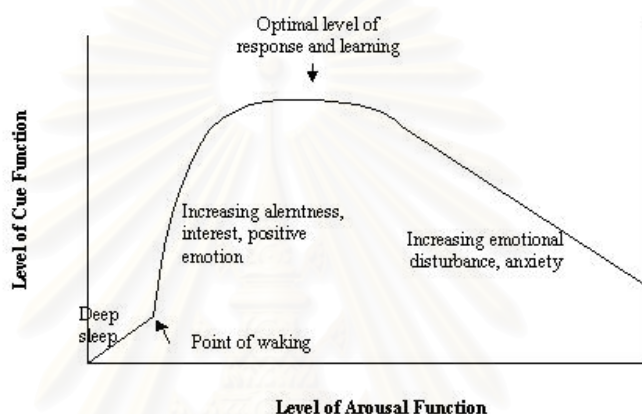 Optimal level of
response and learning
Level of Cue Function
Increasing alerntness,
interest, positive
emotion
Increasing emotional
disturbance, anxiety
Deep
sleep
Point of waking
Level of Arousal Function